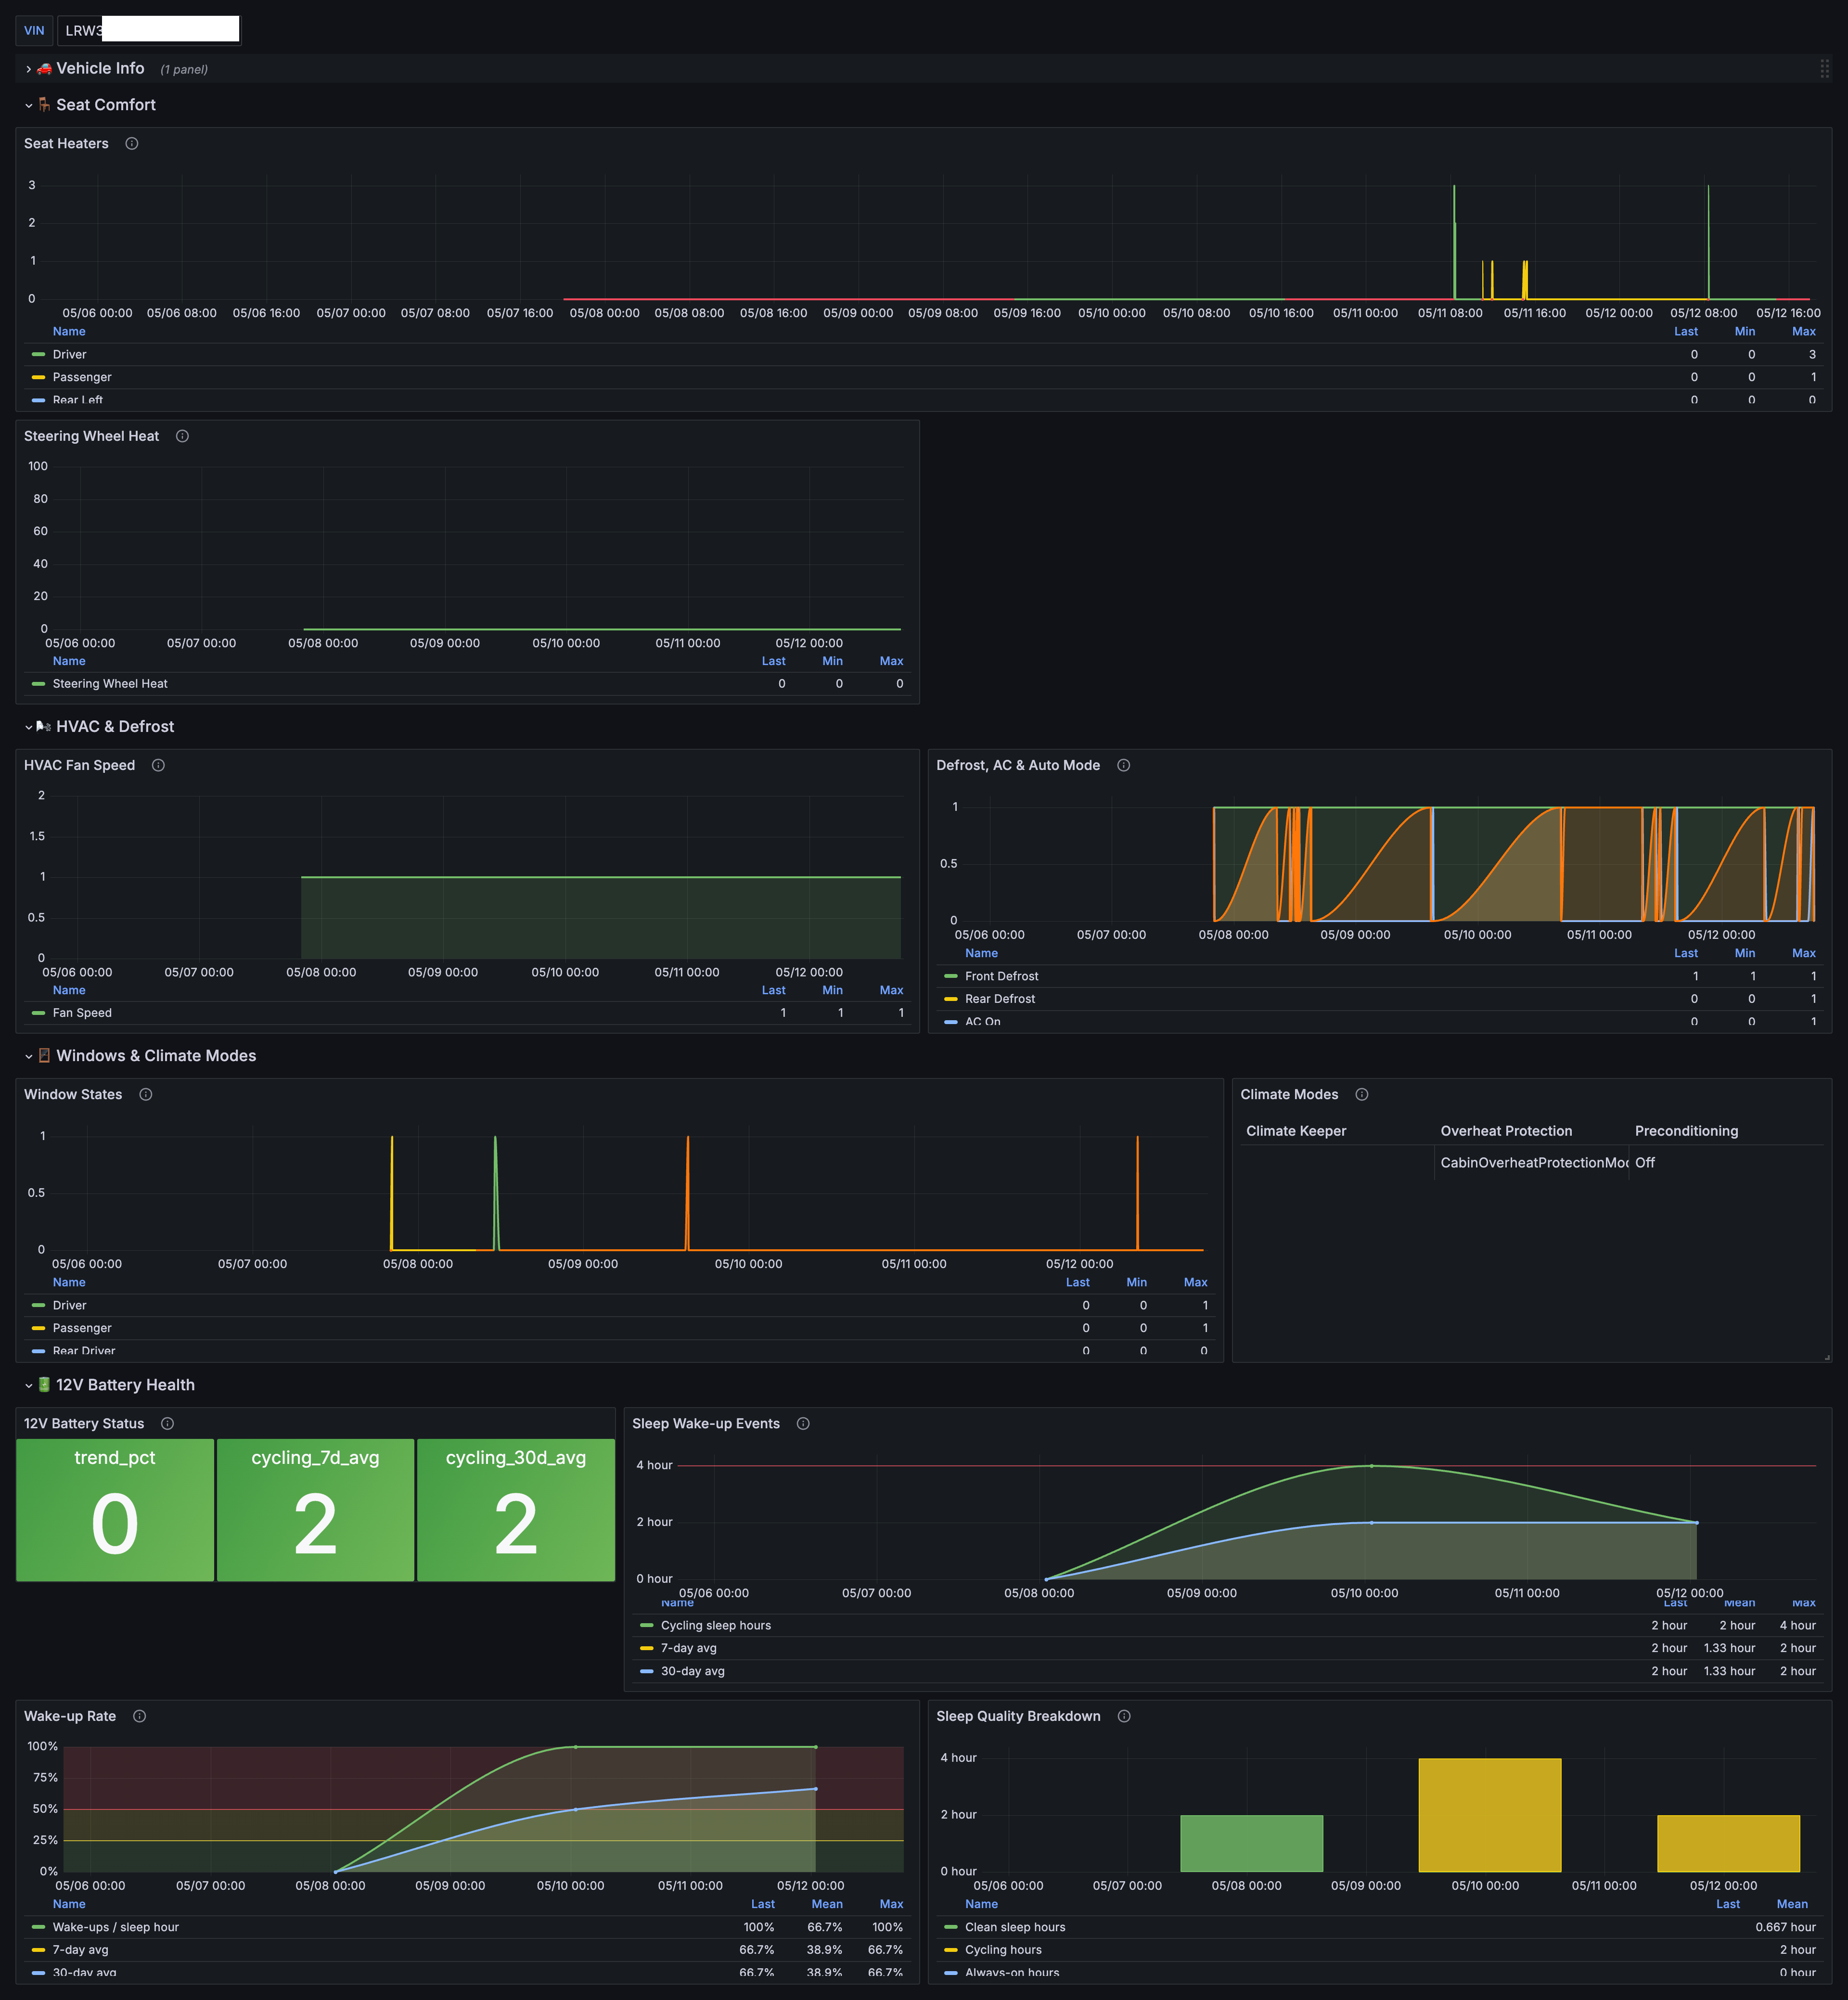 VIN LRW3
Vehicle Info (1 panel)
Seat Comfort
Seat Heaters
3
2
1
0
05/06 00:00 05/06 08:00 05/06 16:00 05/07 00:00 05/07 08:00 05/07 16:00 05/08 00:00 05/08 08:00 05/08 16:00 05/09 00:00 05/09 08:00 05/09 16:00 05/10 00:00 05/10 08:00 05/10 16:00 05/11 00:00 05/11 08:00 05/11 16:00 05/12 00:00 05/12 08:00 05/12 16:00
Name Last Min Max
Driver 0 0 3
Passenger 0 0 1
Rear Left 0 0 0
Steering Wheel Heat
100
80
60
40
20
0
05/06 00:00 05/07 00:00 05/08 00:00 05/09 00:00 05/10 00:00 05/11 00:00 05/12 00:00
Name Last Min Max
Steering Wheel Heat 0 0 0
HVAC & Defrost
HVAC Fan Speed
2
1.5
1
0.5
0
05/06 00:00 05/07 00:00 05/08 00:00 05/09 00:00 05/10 00:00 05/11 00:00 05/12 00:00
Name Last Min Max
Fan Speed 1 1 1
Defrost, AC & Auto Mode
1
0.5
0
05/06 00:00 05/07 00:00 05/08 00:00 05/09 00:00 05/10 00:00 05/11 00:00 05/12 00:00
Name Last Min Max
Front Defrost 1 1 1
Rear Defrost 0 0 1
AC On 0 0 1
Windows & Climate Modes
Window States
1
0.5
0
05/06 00:00 05/07 00:00 05/08 00:00 05/09 00:00 05/10 00:00 05/11 00:00 05/12 00:00
Name Last Min Max
Driver 0 0 1
Passenger 0 0 1
Rear Driver 0 0 0
Climate Modes
Climate Keeper Overheat Protection Preconditioning
CabinOverheatProtectionMoc Off
12V Battery Health
12V Battery Status
trend_pct cycling_7d_avg cycling_30d_avg
0 2 2
Sleep Wake-up Events
4 hour
2 hour
0 hour
05/06 00:00 05/07 00:00 05/08 00:00 05/09 00:00 05/10 00:00 05/11 00:00 05/12 00:00
Name Last Mean Max
Cycling sleep hours 2 hour 2 hour 4 hour
7-day avg 2 hour 1.33 hour 2 hour
30-day avg 2 hour 1.33 hour 2 hour
Wake-up Rate
100%
75%
50%
25%
0%
05/06 00:00 05/07 00:00 05/08 00:00 05/09 00:00 05/10 00:00 05/11 00:00 05/12 00:00
Name Last Mean Max
Wake-ups / sleep hour 100% 66.7% 100%
7-day avg 66.7% 38.9% 66.7%
30-day avg 66.7% 38.9% 66.7%
Sleep Quality Breakdown
4 hour
2 hour
0 hour
05/06 00:00 05/07 00:00 05/08 00:00 05/09 00:00 05/10 00:00 05/11 00:00 05/12 00:00
Name Last Mean
Clean sleep hours 0.667 hour
Cycling hours 2 hour
Always-on hours 0 hour